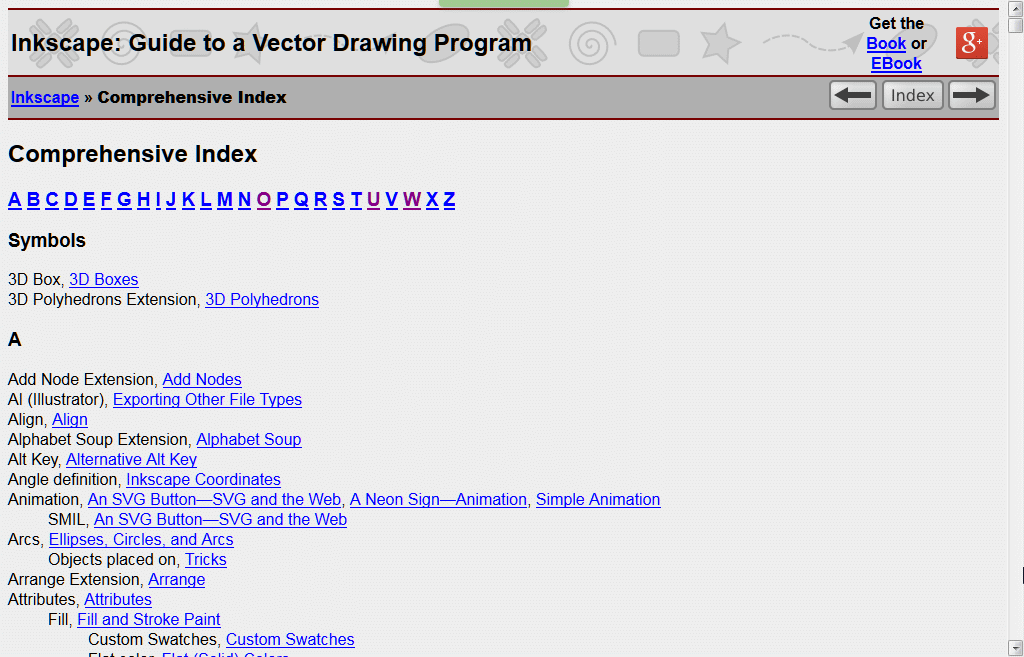 Inkscape: Guide to a Vector Drawing Program
Get the
Book or
EBook
g+
Inkscape » Comprehensive Index
Index
Comprehensive Index
A B C D E F G H I J K L M N O P Q R S T U V W X Z
Symbols
3D Box, 3D Boxes
3D Polyhedrons Extension, 3D Polyhedrons
A
Add Node Extension, Add Nodes
AI (Illustrator), Exporting Other File Types
Align, Align
Alphabet Soup Extension, Alphabet Soup
Alt Key, Alternative Alt Key
Angle definition, Inkscape Coordinates
Animation, An SVG Button—SVG and the Web, A Neon Sign—Animation, Simple Animation
SMIL, An SVG Button—SVG and the Web
Arcs, Ellipses, Circles, and Arcs
Objects placed on, Tricks
Arrange Extension, Arrange
Attributes, Attributes
Fill, Fill and Stroke Paint
Custom Swatches, Custom Swatches
Flat color, Flat (Solid) Colors